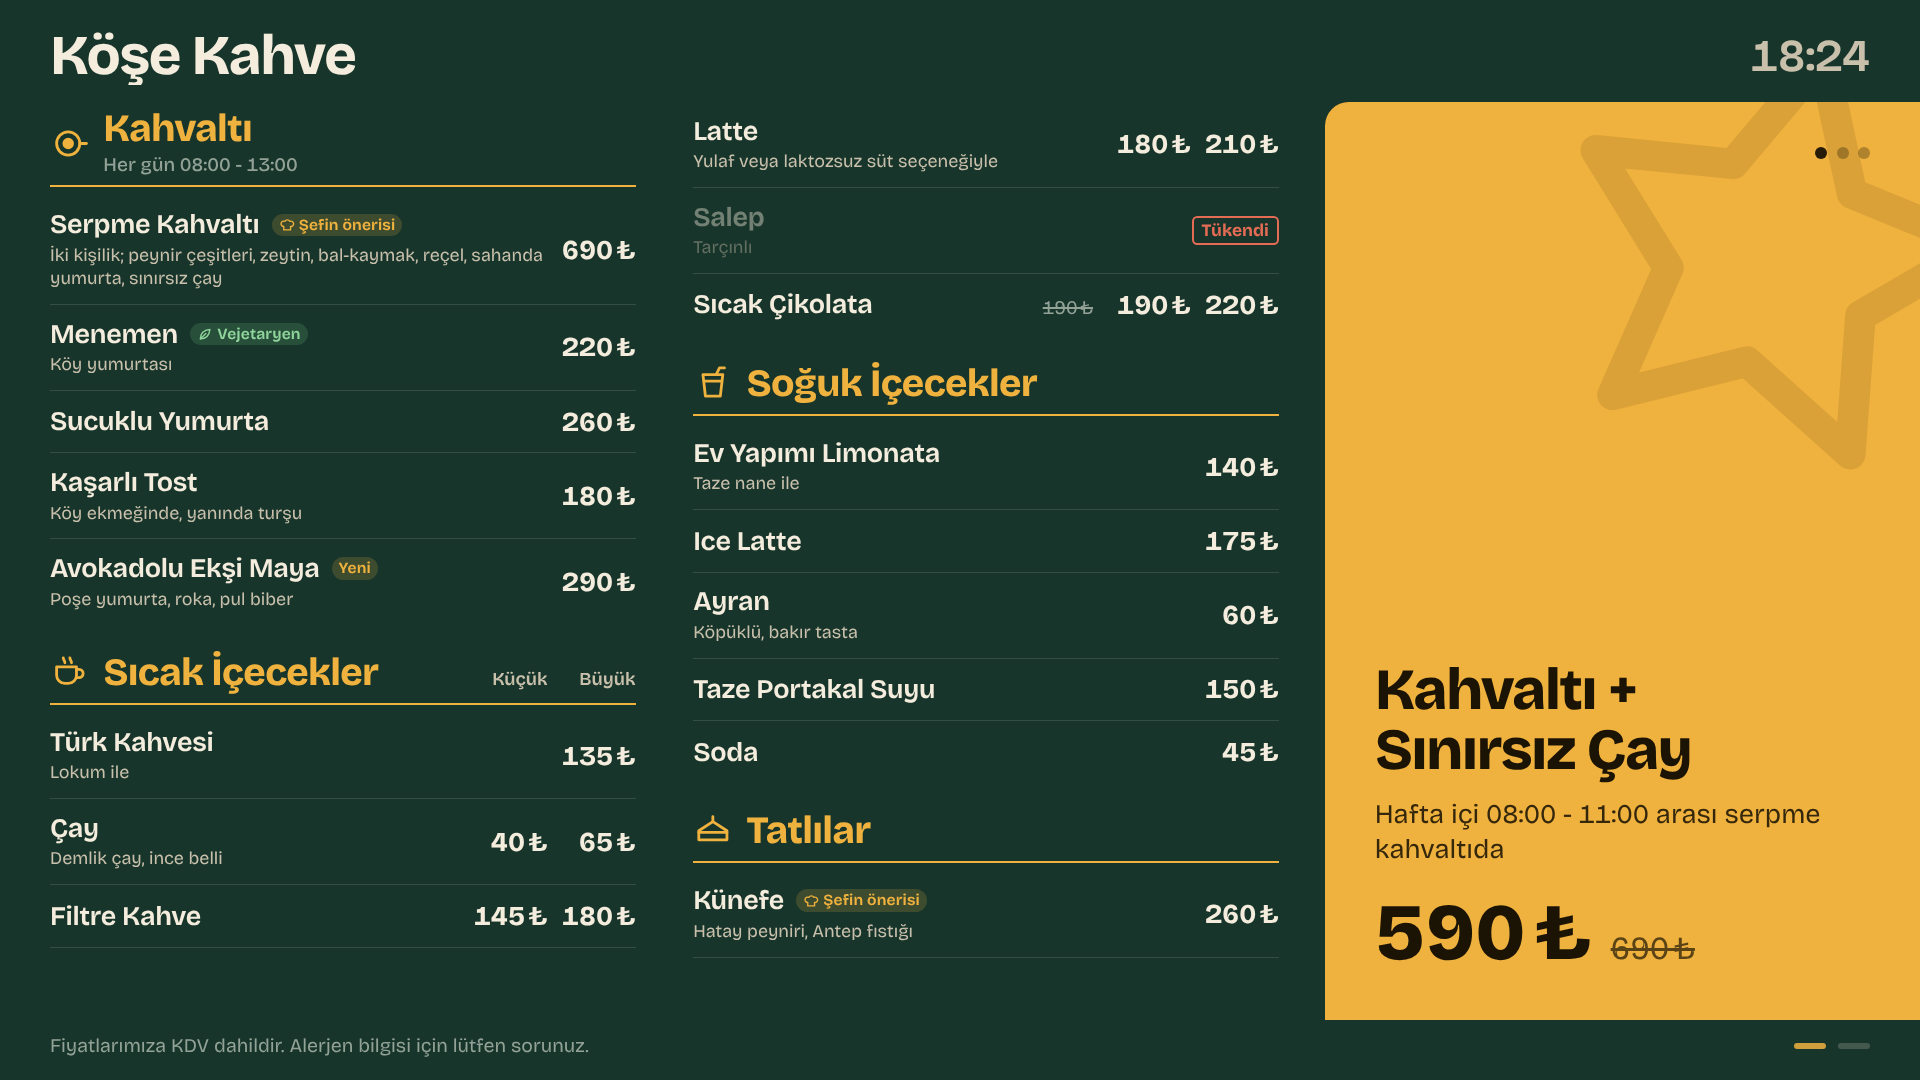 Köşe Kahve
18:24
Kahvaltı
Her gün 08:00 - 13:00
Serpme Kahvaltı Şefin önerisi
İki kişilik; peynir çeşitleri, zeytin, bal-kaymak, reçel, sahanda
yumurta, sınırsız çay
690 ₺
Menemen Vejetaryen
Köy yumurtası
220 ₺
Sucuklu Yumurta 260 ₺
Kaşarlı Tost
Köy ekmeğinde, yanında turşu
180 ₺
Avokadolu Ekşi Maya Yeni
Poşe yumurta, roka, pul biber
290 ₺
Sıcak İçecekler Küçük Büyük
Türk Kahvesi
Lokum ile
135 ₺
Çay
Demlik çay, ince belli
40 ₺ 65 ₺
Filtre Kahve 145 ₺ 180 ₺
Latte
Yulaf veya laktozsuz süt seçeneğiyle
180 ₺ 210 ₺
Salep
Tarçınlı
Tükendi
Sıcak Çikolata 190 ₺ 190 ₺ 220 ₺
Soğuk İçecekler
Ev Yapımı Limonata
Taze nane ile
140 ₺
Ice Latte 175 ₺
Ayran
Köpüklü, bakır tasta
60 ₺
Taze Portakal Suyu 150 ₺
Soda 45 ₺
Tatlılar
Künefe Şefin önerisi
Hatay peyniri, Antep fıstığı
260 ₺
Kahvaltı +
Sınırsız Çay
Hafta içi 08:00 - 11:00 arası serpme
kahvaltıda
590 ₺ 690 ₺
Fiyatlarımıza KDV dahildir. Alerjen bilgisi için lütfen sorunuz.